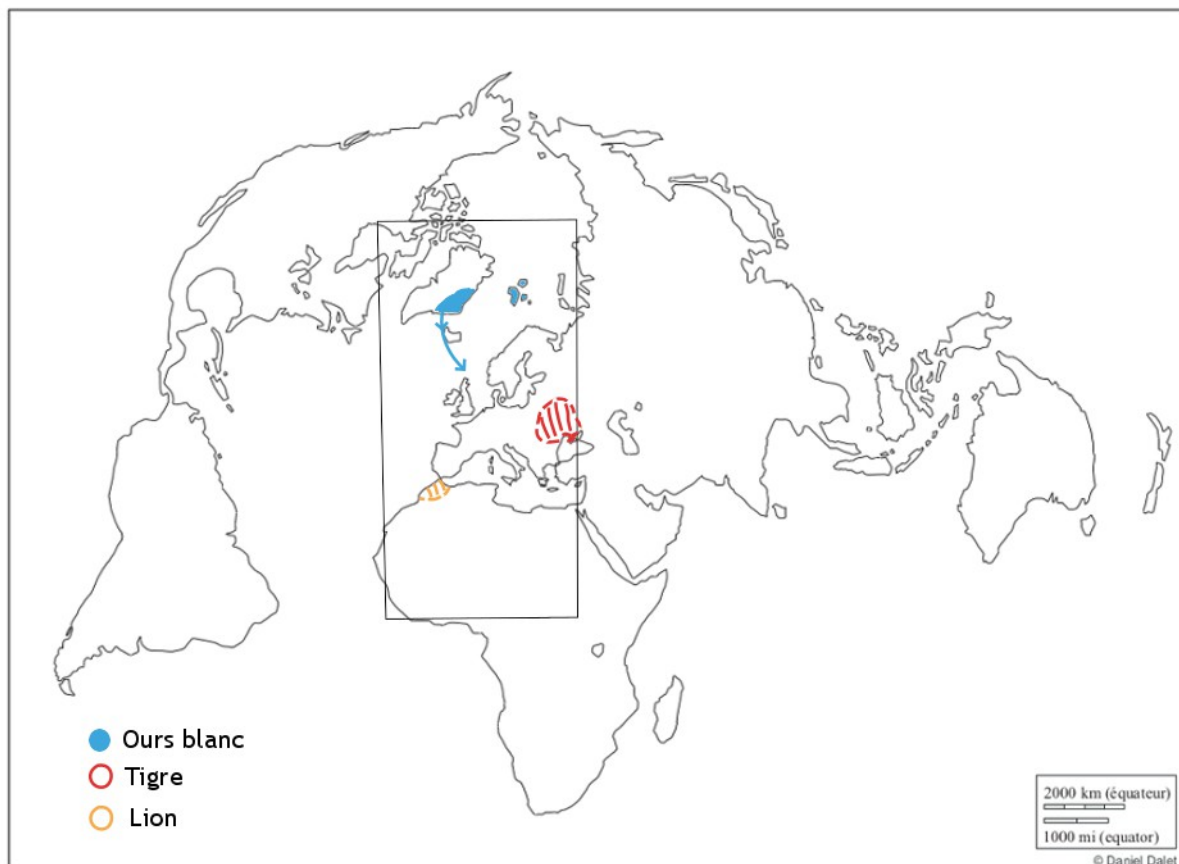 Ours blanc
Tigre
Lion
2000 km (équateur)
1000 mi (equator)
© Daniel Dalet